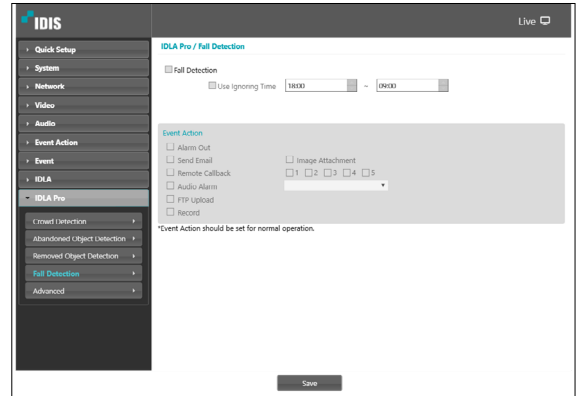 IDIS
Live
Quick Setup
System
Network
Video
Audio
Event Action
Event
IDLA
IDLA Pro
Crowd Detection
Abandoned Object Detection
Removed Object Detection
Fall Detection
Advanced
IDLA Pro / Fall Detection
Fall Detection
Use Ignoring Time 18:00 ~ 09:00
Event Action
Alarm Out
Send Email Image Attachment
Remote Callback 1 2 3 4 5
Audio Alarm
FTP Upload
Record
*Event Action should be set for normal operation.
Save